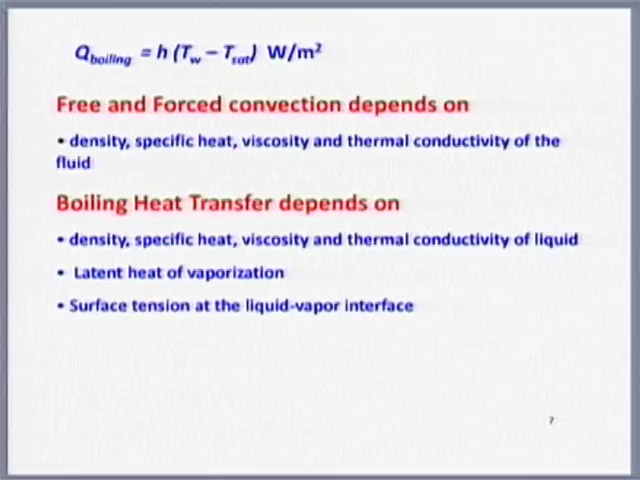 Q_boiling = h (T_w – T_sat) W/m²
Free and Forced convection depends on
• density, specific heat, viscosity and thermal conductivity of the
fluid
Boiling Heat Transfer depends on
• density, specific heat, viscosity and thermal conductivity of liquid
• Latent heat of vaporization
• Surface tension at the liquid-vapor interface
7